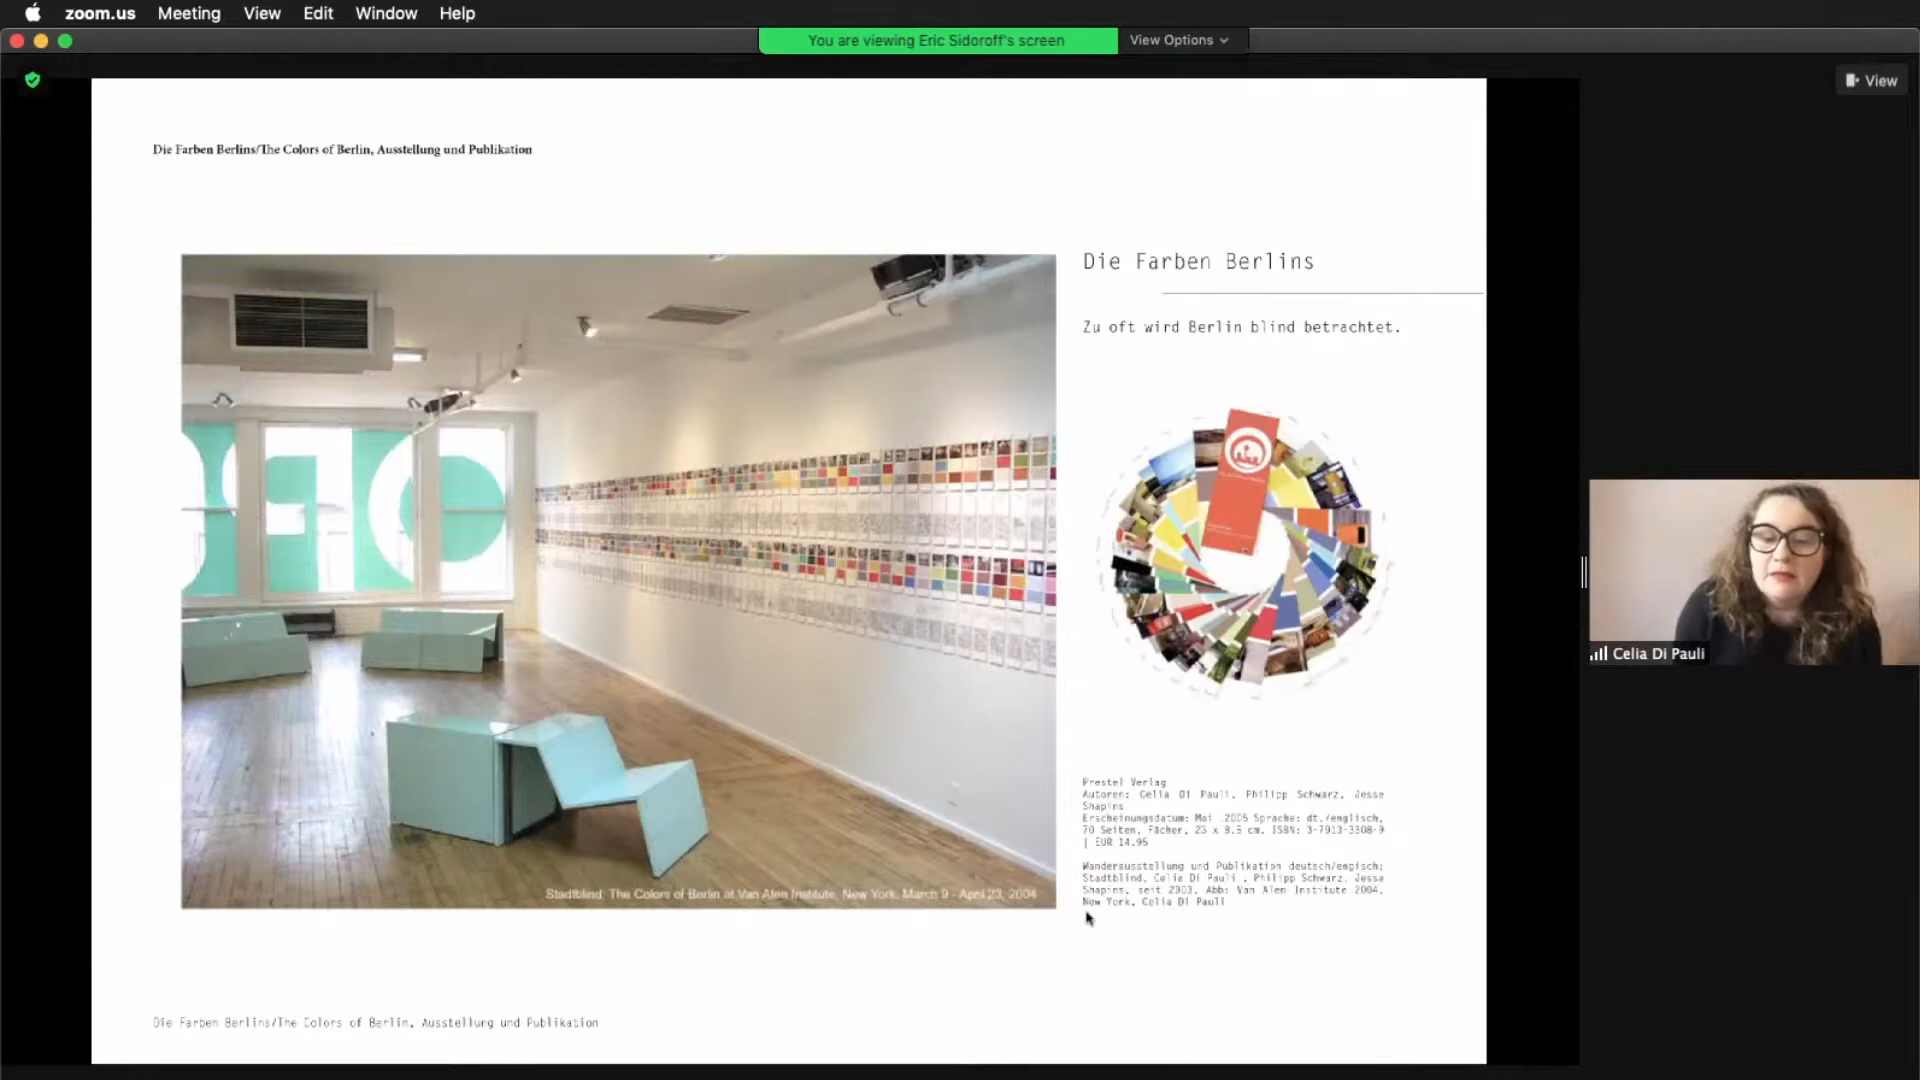 zoom.us Meeting View Edit Window Help
You are viewing Eric Sidoroff's screen View Options
View
Die Farben Berlins/The Colors of Berlin, Ausstellung und Publikation
Die Farben Berlins
Zu oft wird Berlin blind betrachtet.
Stadtblind: The Colors of Berlin at Van Alen Institute, New York, March 9 - April 23, 2004
Prestel Verlag
Autoren: Celia Di Pauli, Philipp Schwarz, Jesse
Shapins
Erscheinungsdatum: Mai .2005 Sprache: dt./englisch,
70 Seiten, Fächer, 23 x 8.5 cm, ISBN: 3-7913-3308-9
| EUR 14.95
Wanderausstellung und Publikation deutsch/englisch;
Stadtblind, Celia Di Pauli , Philipp Schwarz, Jesse
Shapins, seit 2003, Abb: Van Alen Institute 2004,
New York, Celia Di Pauli
Die Farben Berlins/The Colors of Berlin, Ausstellung und Publikation
Celia Di Pauli